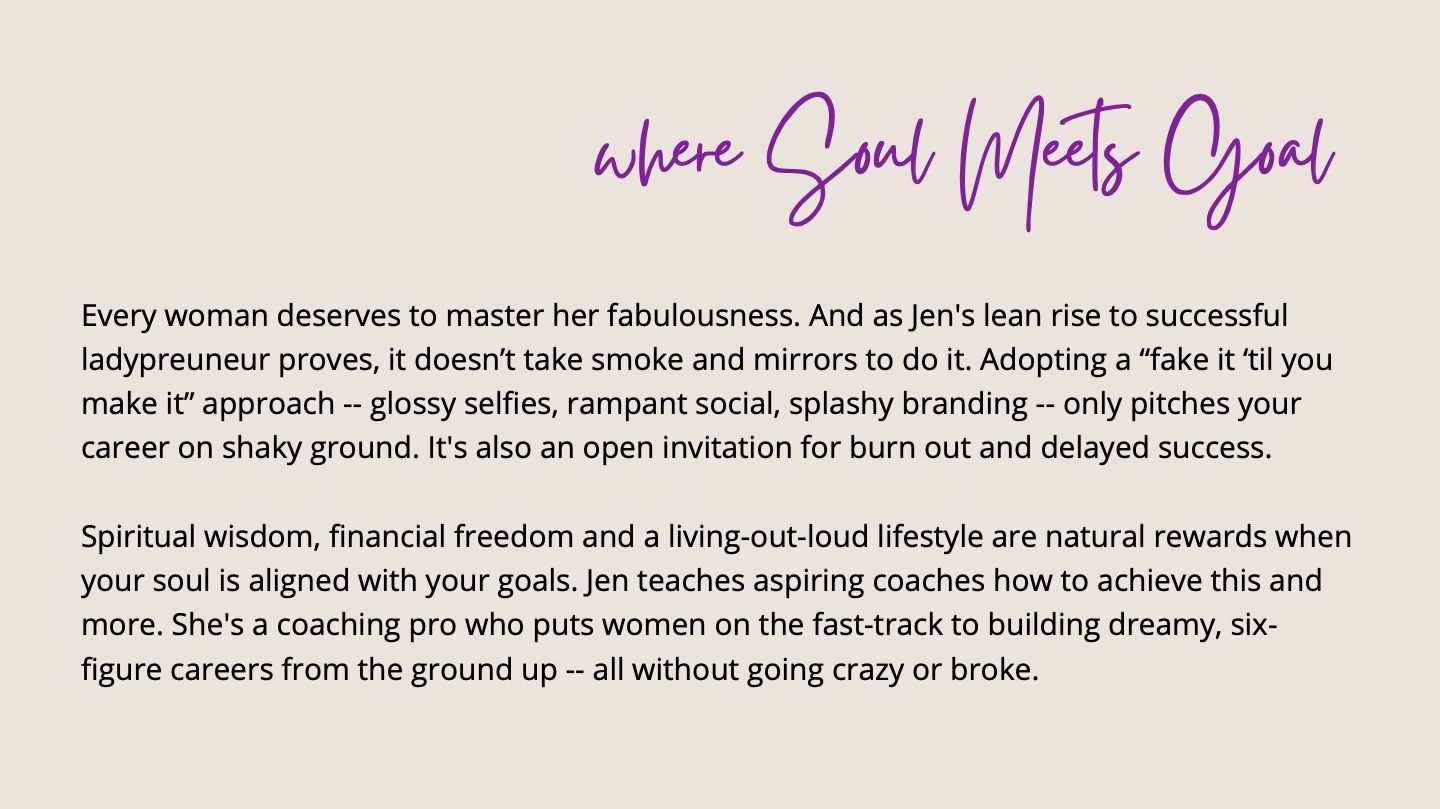 where Soul Meets Goal
Every woman deserves to master her fabulousness. And as Jen's lean rise to successful
ladypreuneur proves, it doesn’t take smoke and mirrors to do it. Adopting a “fake it ‘til you
make it” approach -- glossy selfies, rampant social, splashy branding -- only pitches your
career on shaky ground. It's also an open invitation for burn out and delayed success.
Spiritual wisdom, financial freedom and a living-out-loud lifestyle are natural rewards when
your soul is aligned with your goals. Jen teaches aspiring coaches how to achieve this and
more. She's a coaching pro who puts women on the fast-track to building dreamy, six-
figure careers from the ground up -- all without going crazy or broke.